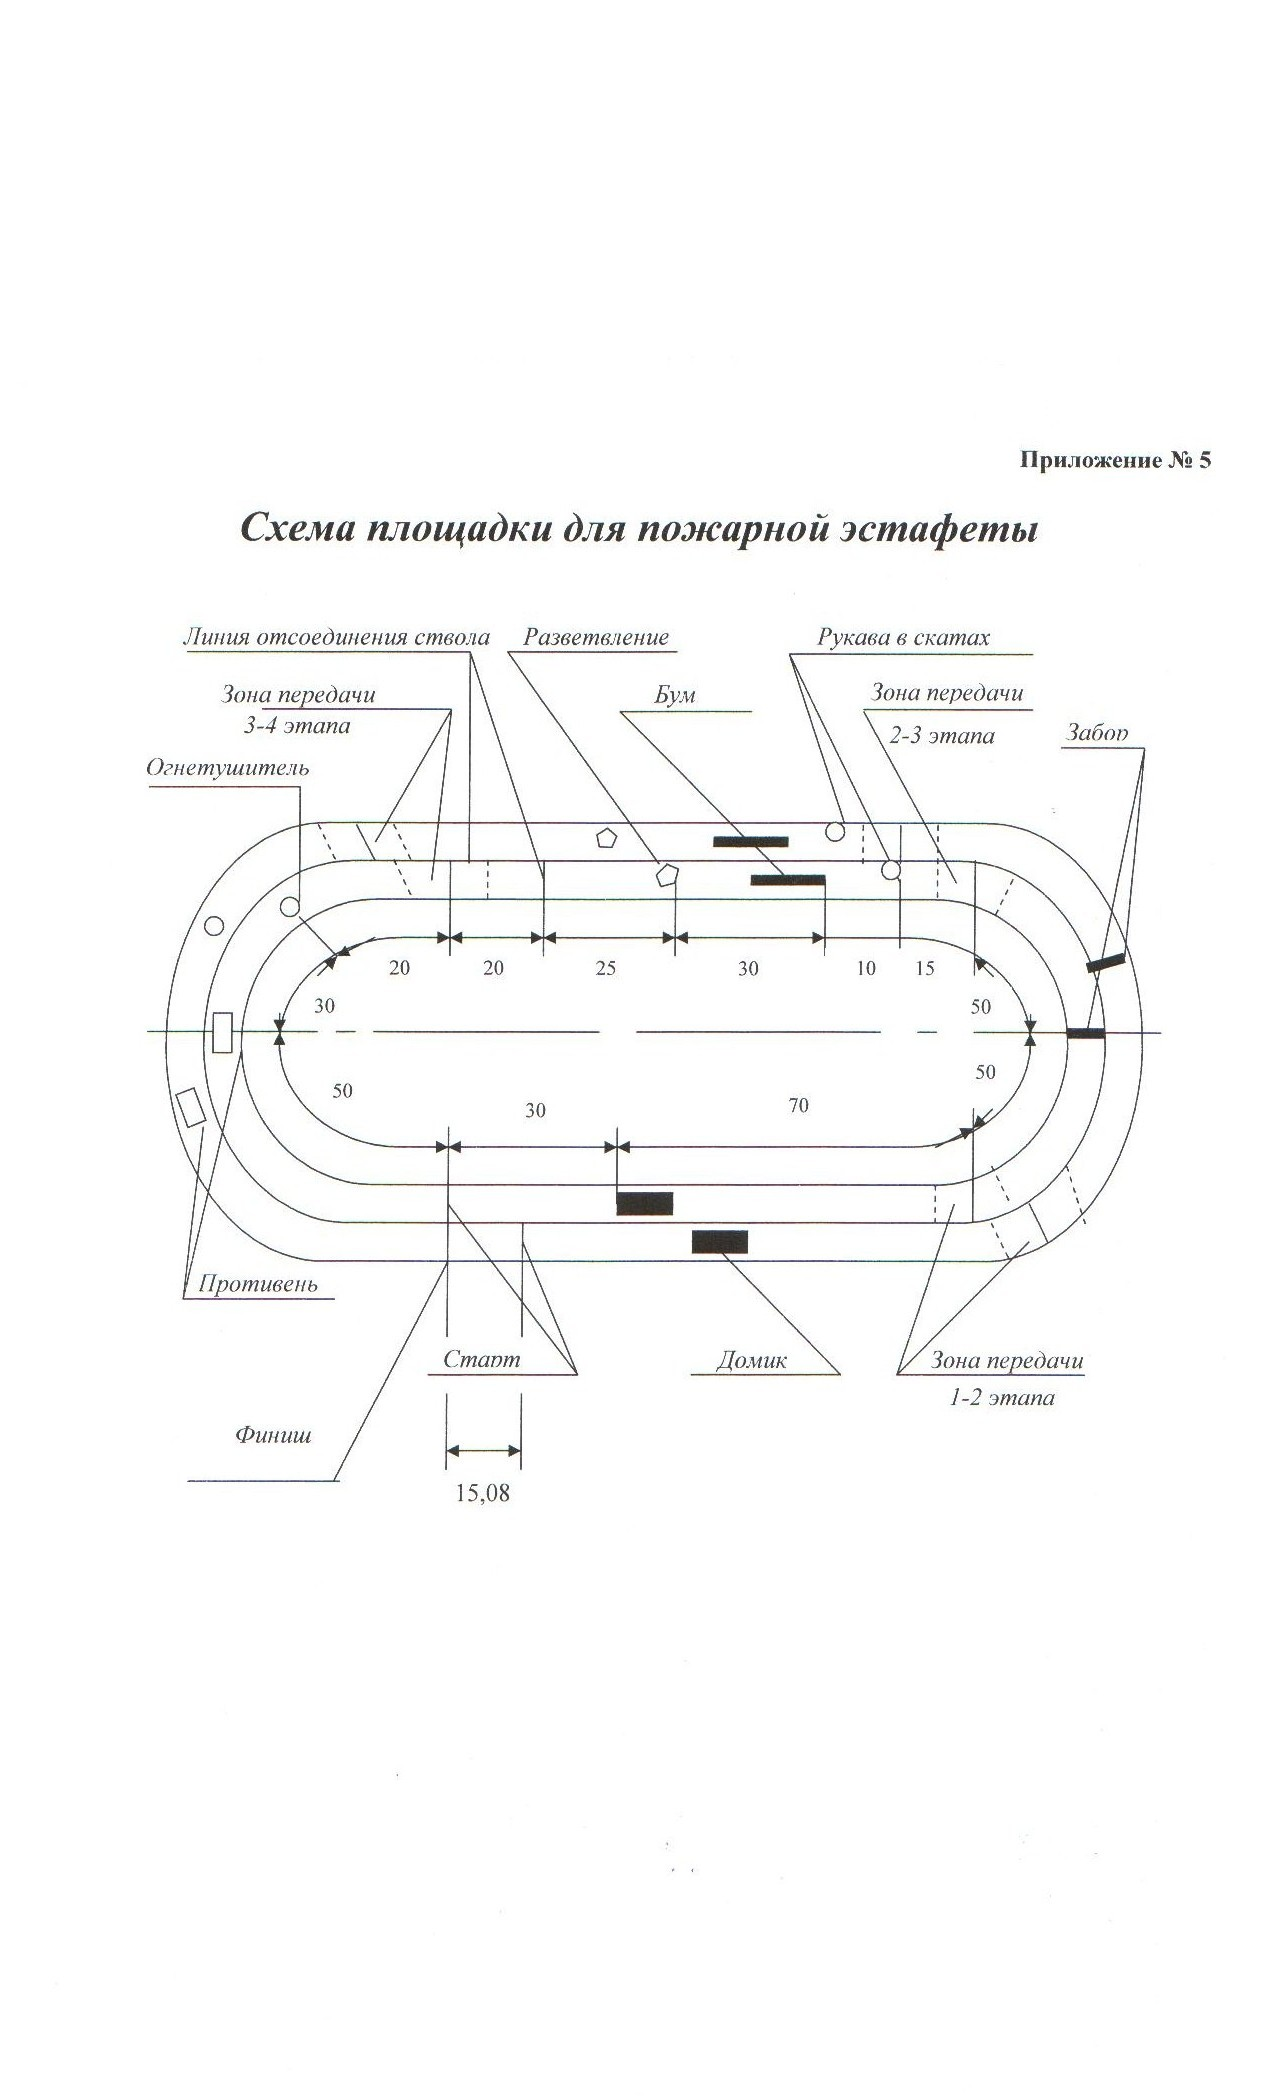 Приложение № 5
Схема площадки для пожарной эстафеты
Линия отсоединения ствола
Разветвление
Рукава в скатах
Зона передачи
3-4 этапа
Бум
Зона передачи
2-3 этапа
Забор
Огнетушитель
20
20
25
30
10
15
30
50
50
50
30
70
Противень
Старт
Домик
Зона передачи
1-2 этапа
Финиш
15,08